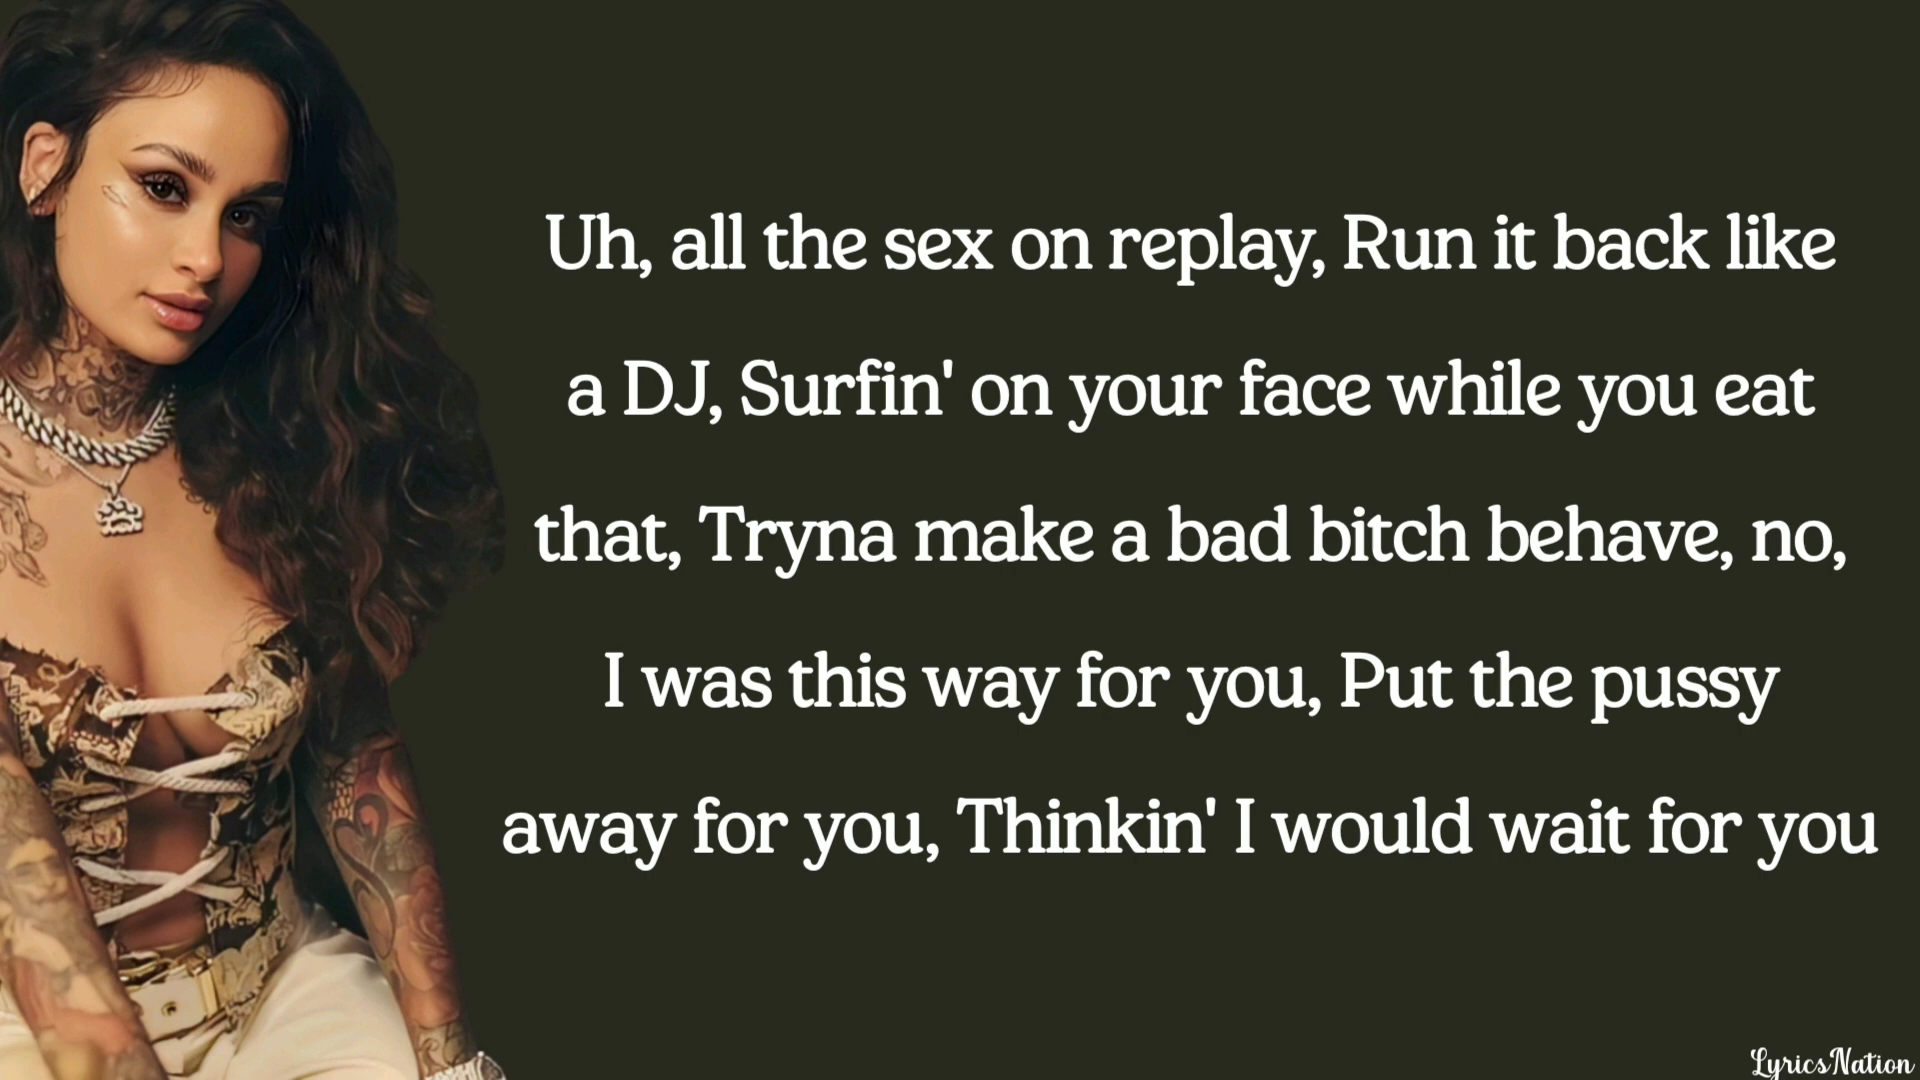 Uh, all the sex on replay, Run it back like
a DJ, Surfin' on your face while you eat
that, Tryna make a bad bitch behave, no,
I was this way for you, Put the pussy
away for you, Thinkin' I would wait for you
LyricsNation